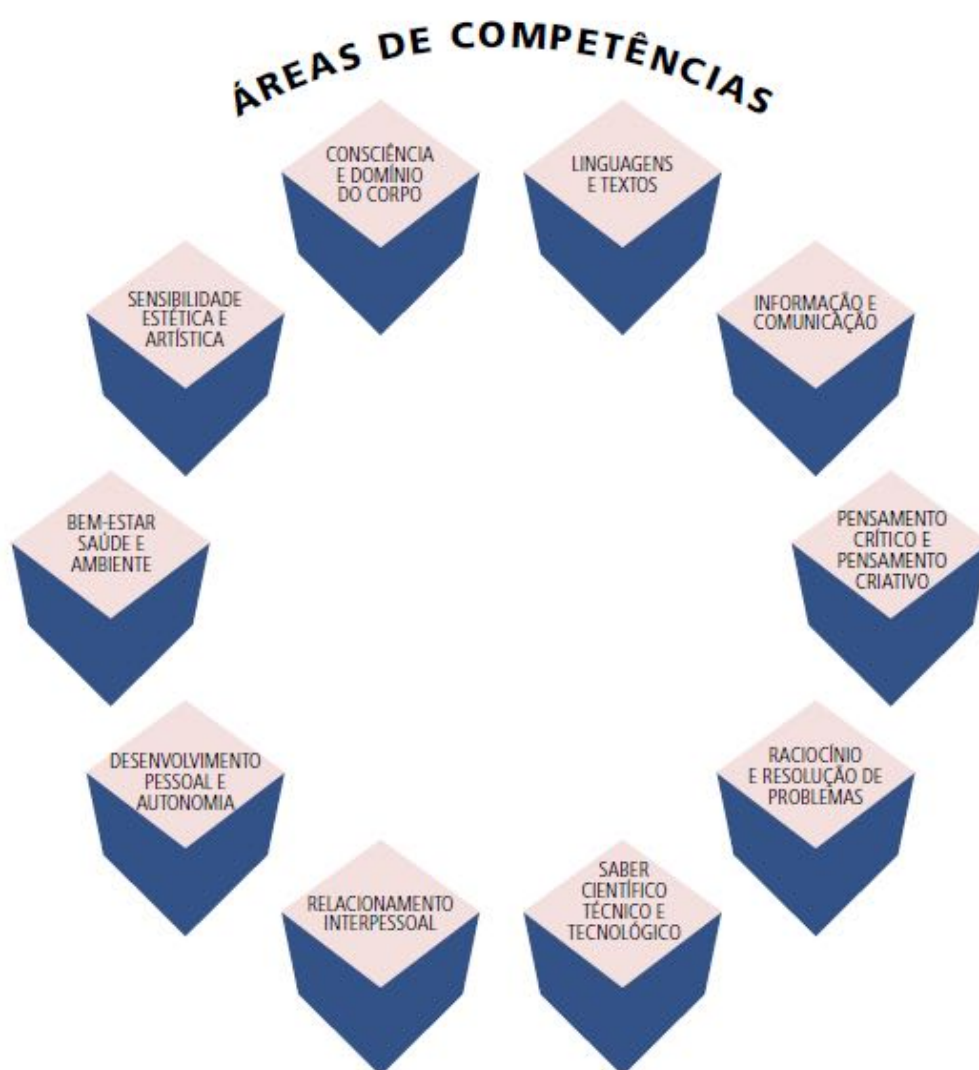 ÁREAS DE COMPETÊNCIAS
CONSCIÊNCIA
E DOMÍNIO
DO CORPO
LINGUAGENS
E TEXTOS
SENSIBILIDADE
ESTÉTICA E
ARTÍSTICA
INFORMAÇÃO E
COMUNICAÇÃO
BEM-ESTAR
SAÚDE E
AMBIENTE
PENSAMENTO
CRÍTICO E
PENSAMENTO
CRIATIVO
DESENVOLVIMENTO
PESSOAL E
AUTONOMIA
RACIOCÍNIO
E RESOLUÇÃO DE
PROBLEMAS
RELACIONAMENTO
INTERPESSOAL
SABER
CIENTÍFICO
TÉCNICO E
TECNOLÓGICO